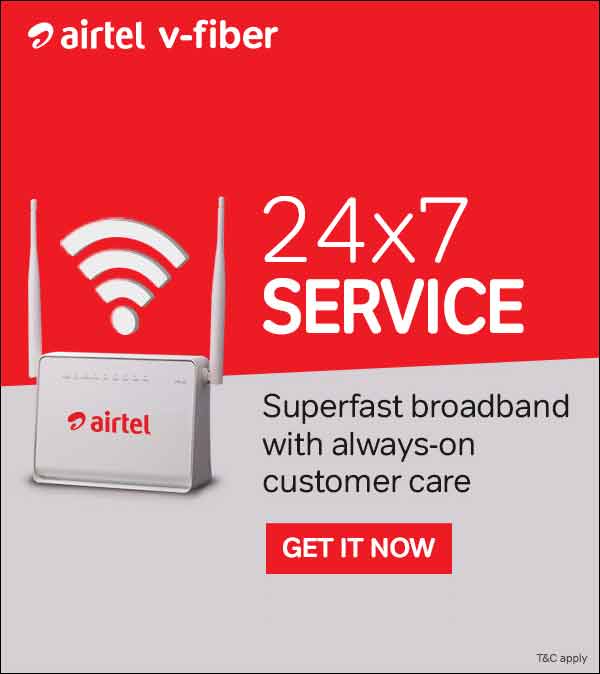 airtel v-fiber
24x7
SERVICE
airtel
Superfast broadband
with always-on
customer care
GET IT NOW
T&C apply